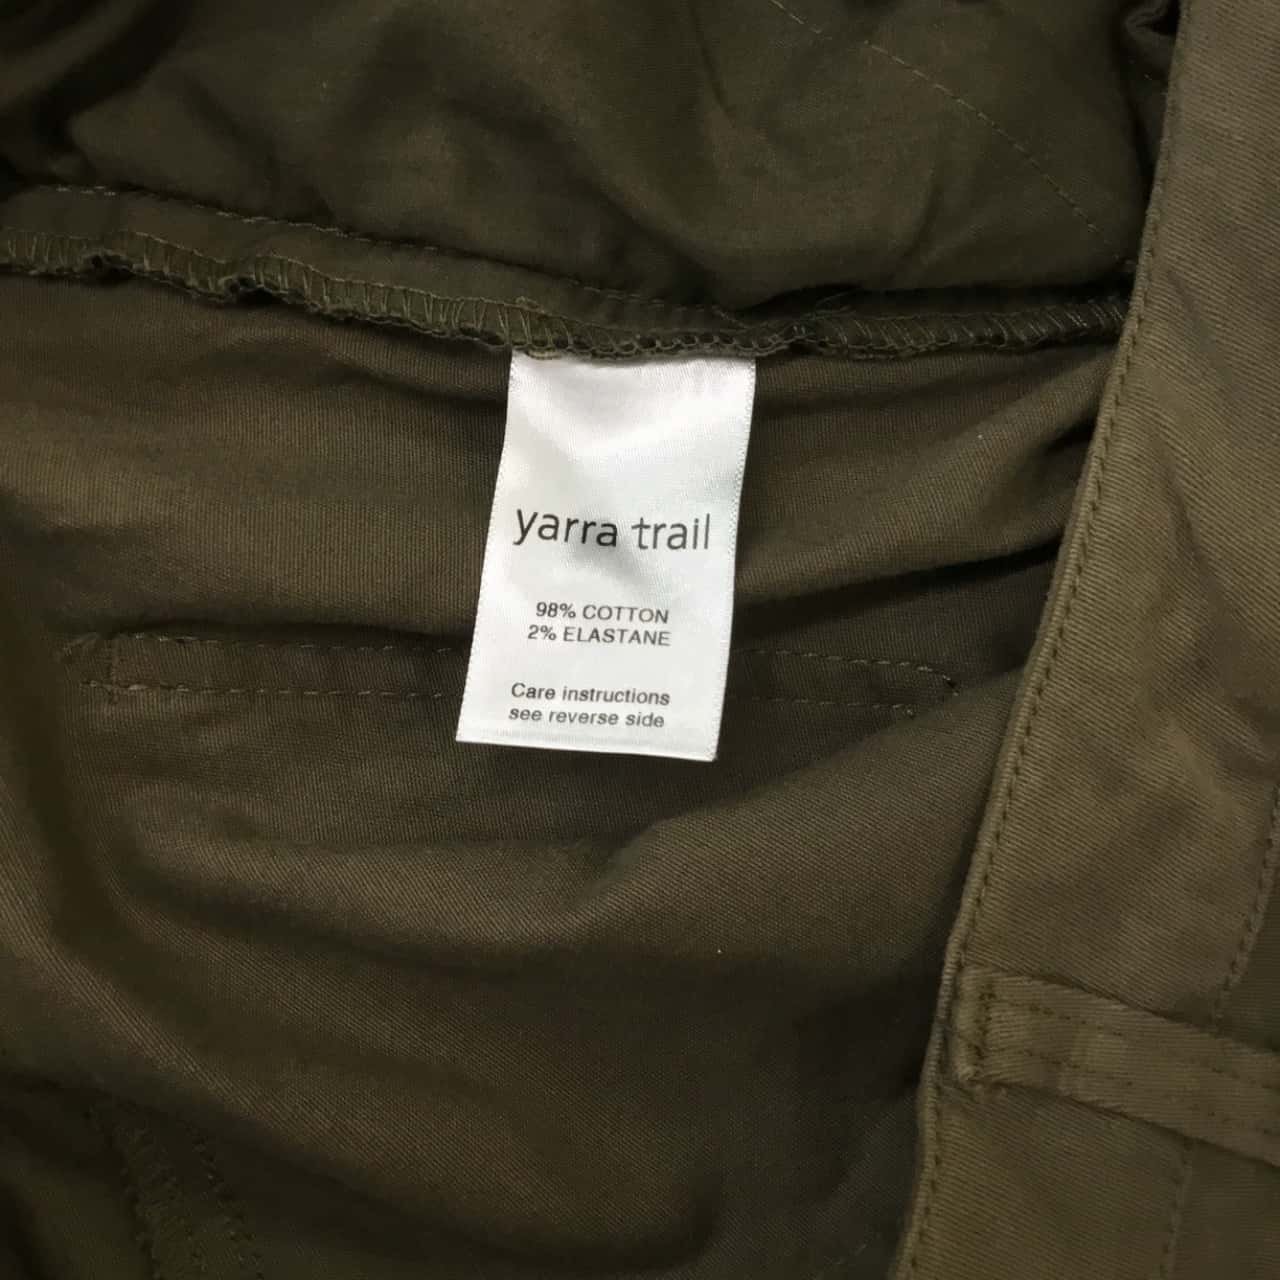 yarra trail
98% COTTON
2% ELASTANE
Care instructions
see reverse side